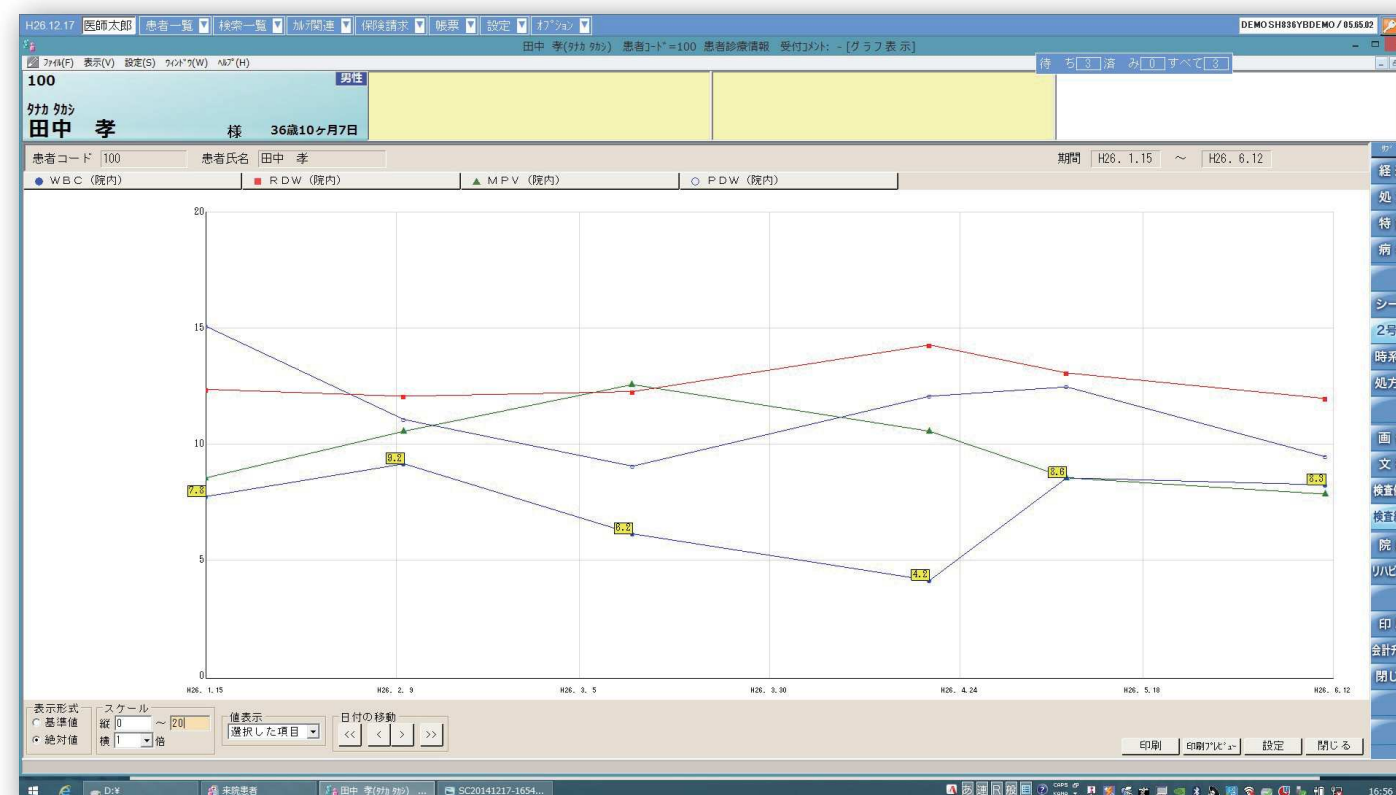 H26.12.17 医師太郎 患者一覧 検索一覧 ｶﾙﾃ関連 保険請求 帳票 設定 ｵﾌﾟｼｮﾝ DEMO SH836YBDEMO / 05.65.02
田中 孝(ﾀﾅｶ ﾀｶｼ) 患者ｺｰﾄﾞ=100 患者診療情報 受付ｺﾒﾝﾄ: - [グラフ表示]
ﾌｧｲﾙ(F) 表示(V) 設定(S) ｳｨﾝﾄﾞｳ(W) ﾍﾙﾌﾟ(H) 待 ち 3 済 み 0 すべて 3
100 男性
ﾀﾅｶ ﾀｶｼ
田中 孝 様 36歳10ヶ月7日
患者コード 100 患者氏名 田中 孝 期間 H26. 1.15 ～ H26. 6.12
● WBC（院内） ■ RDW（院内） ▲ MPV（院内） ○ PDW（院内）
20
15
10
5
0
7.8
9.2
6.2
4.2
8.6
8.3
H26. 1.15 H26. 2. 9 H26. 3. 5 H26. 3.30 H26. 4.24 H26. 5.18 H26. 6.12
表示形式 スケール 値表示 日付の移動
基準値 縦 0 ～ 20 選択した項目 << < > >>
絶対値 横 1 倍
印刷 印刷ﾌﾟﾚﾋﾞｭｰ 設定 閉じる
処
特
病
シー
2号
時系
処方
画
文
検査
検査
院
リハビ
印
会計
閉じ
D:¥ 来院患者 田中 孝(ﾀﾅｶ ﾀｶｼ) ... SC20141217-1654... 16:56